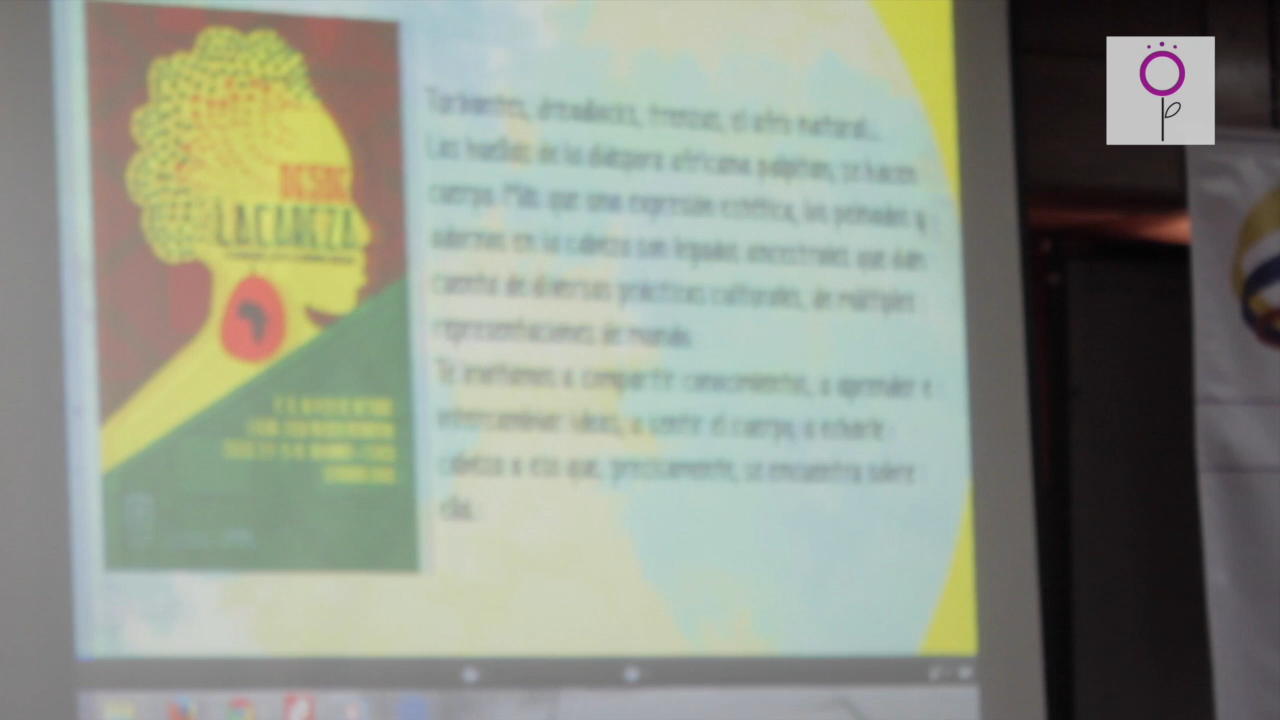 DESDE
LA CABEZA
Turbantes, dreadlocks, trenzas, el afro natural...
Las huellas de la diáspora africana palpitan, se hacen
cuerpo. Más que una expresión estética, los peinados y
adornos en la cabeza son legados ancestrales que dan
cuenta de diversas prácticas culturales, de múltiples
representaciones de mundo.
Te invitamos a compartir conocimientos, a aprender e
intercambiar ideas, a sentir el cuerpo, a echarle
cabeza a eso que, precisamente, se encuentra sobre
ella.